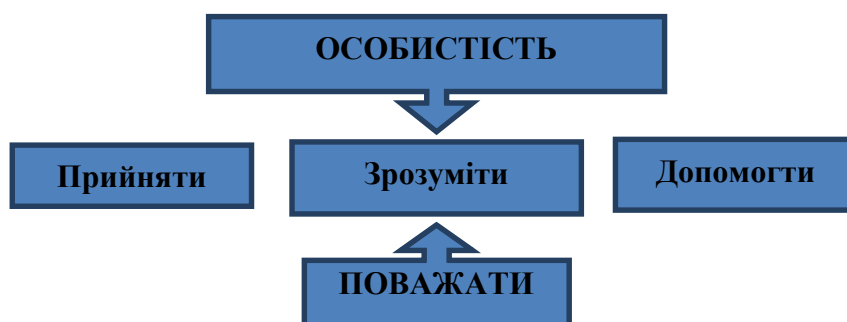 ОСОБИСТІСТЬ
Прийняти
Зрозуміти
Допомогти
ПОВАЖАТИ